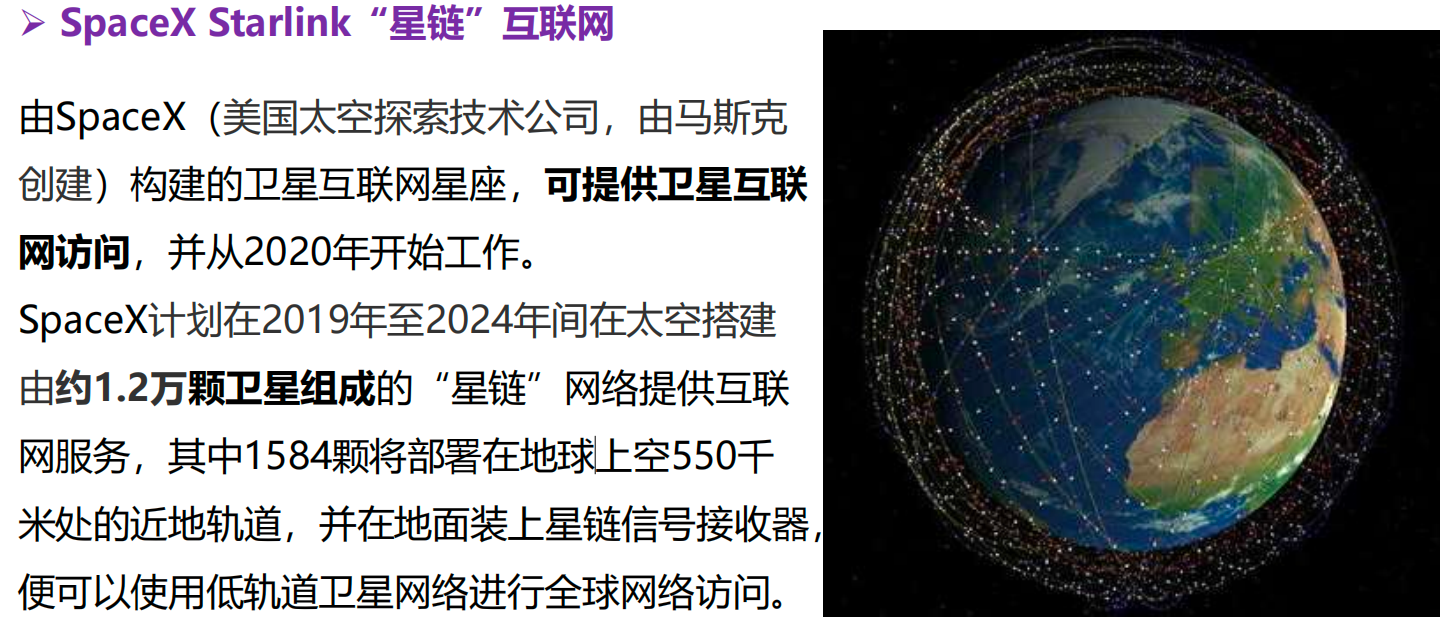 ➢ SpaceX Starlink“星链”互联网
由SpaceX（美国太空探索技术公司，由马斯克
创建）构建的卫星互联网星座，可提供卫星互联
网访问，并从2020年开始工作。
SpaceX计划在2019年至2024年间在太空搭建
由约1.2万颗卫星组成的“星链”网络提供互联
网服务，其中1584颗将部署在地球上空550千
米处的近地轨道，并在地面装上星链信号接收器，
便可以使用低轨道卫星网络进行全球网络访问。